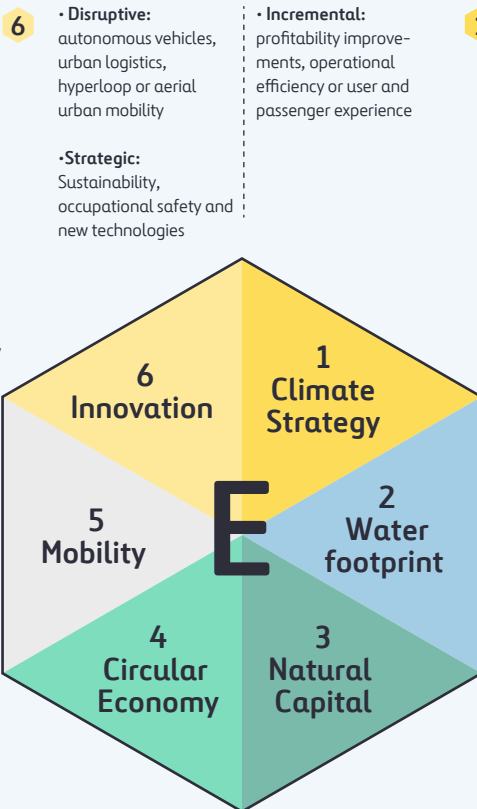 6
• Disruptive:
autonomous vehicles,
urban logistics,
hyperloop or aerial
urban mobility
•Strategic:
Sustainability,
occupational safety and
new technologies
• Incremental:
profitability improve-
ments, operational
efficiency or user and
passenger experience
6
Innovation
1
Climate
Strategy
5
Mobility
E
2
Water
footprint
4
Circular
Economy
3
Natural
Capital